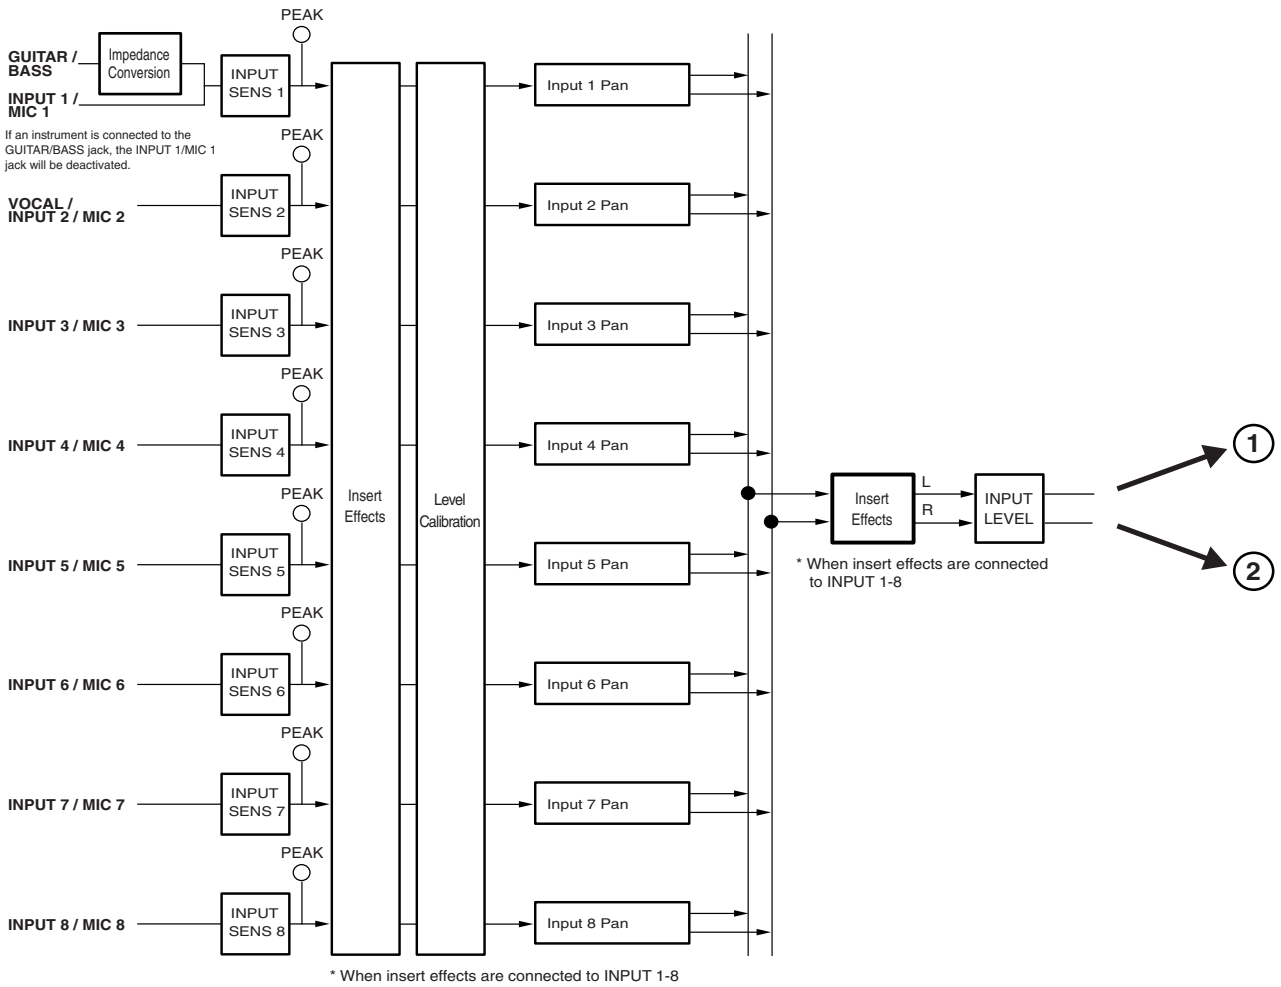 PEAK
GUITAR /
BASS
Impedance
Conversion
INPUT
SENS 1
Input 1 Pan
INPUT 1 /
MIC 1
If an instrument is connected to the
GUITAR/BASS jack, the INPUT 1/MIC 1
jack will be deactivated.
PEAK
VOCAL /
INPUT 2 / MIC 2
INPUT
SENS 2
Input 2 Pan
PEAK
INPUT 3 / MIC 3
INPUT
SENS 3
Input 3 Pan
PEAK
INPUT 4 / MIC 4
INPUT
SENS 4
Input 4 Pan
1
PEAK
Insert
Effects
Level
Calibration
Insert
Effects
L
R
INPUT
LEVEL
* When insert effects are connected
to INPUT 1-8
2
INPUT 5 / MIC 5
INPUT
SENS 5
Input 5 Pan
PEAK
INPUT 6 / MIC 6
INPUT
SENS 6
Input 6 Pan
PEAK
INPUT 7 / MIC 7
INPUT
SENS 7
Input 7 Pan
PEAK
INPUT 8 / MIC 8
INPUT
SENS 8
Input 8 Pan
* When insert effects are connected to INPUT 1-8